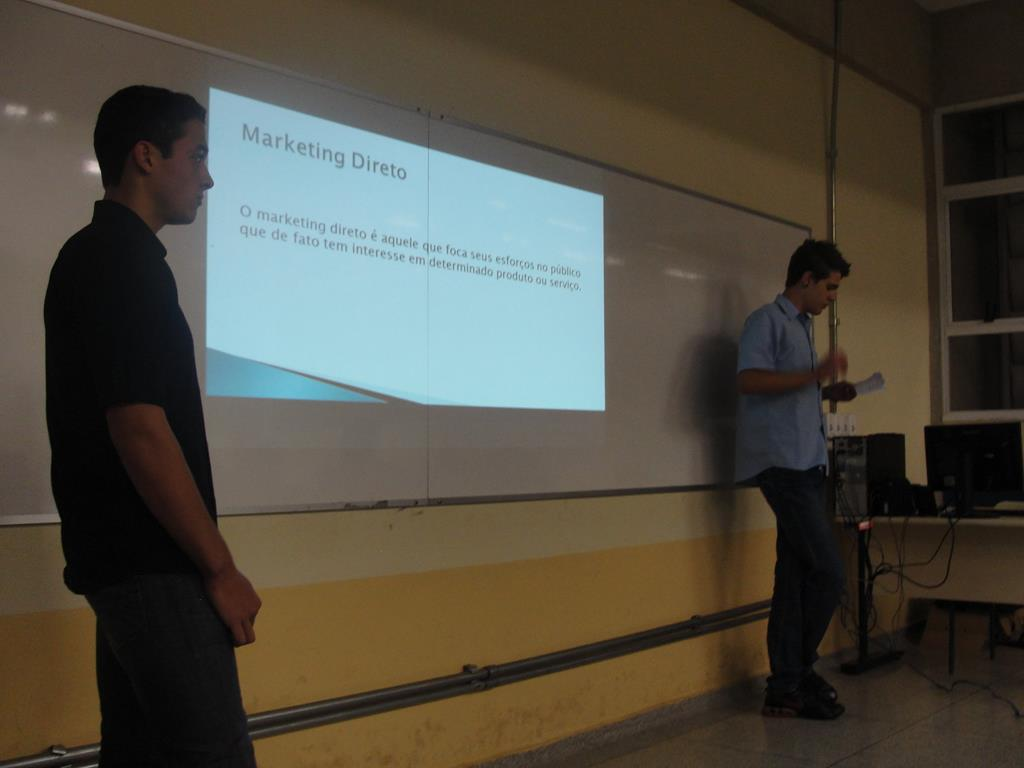 Marketing Direto
O marketing direto é aquele que foca seus esforços no público
que de fato tem interesse em determinado produto ou serviço.